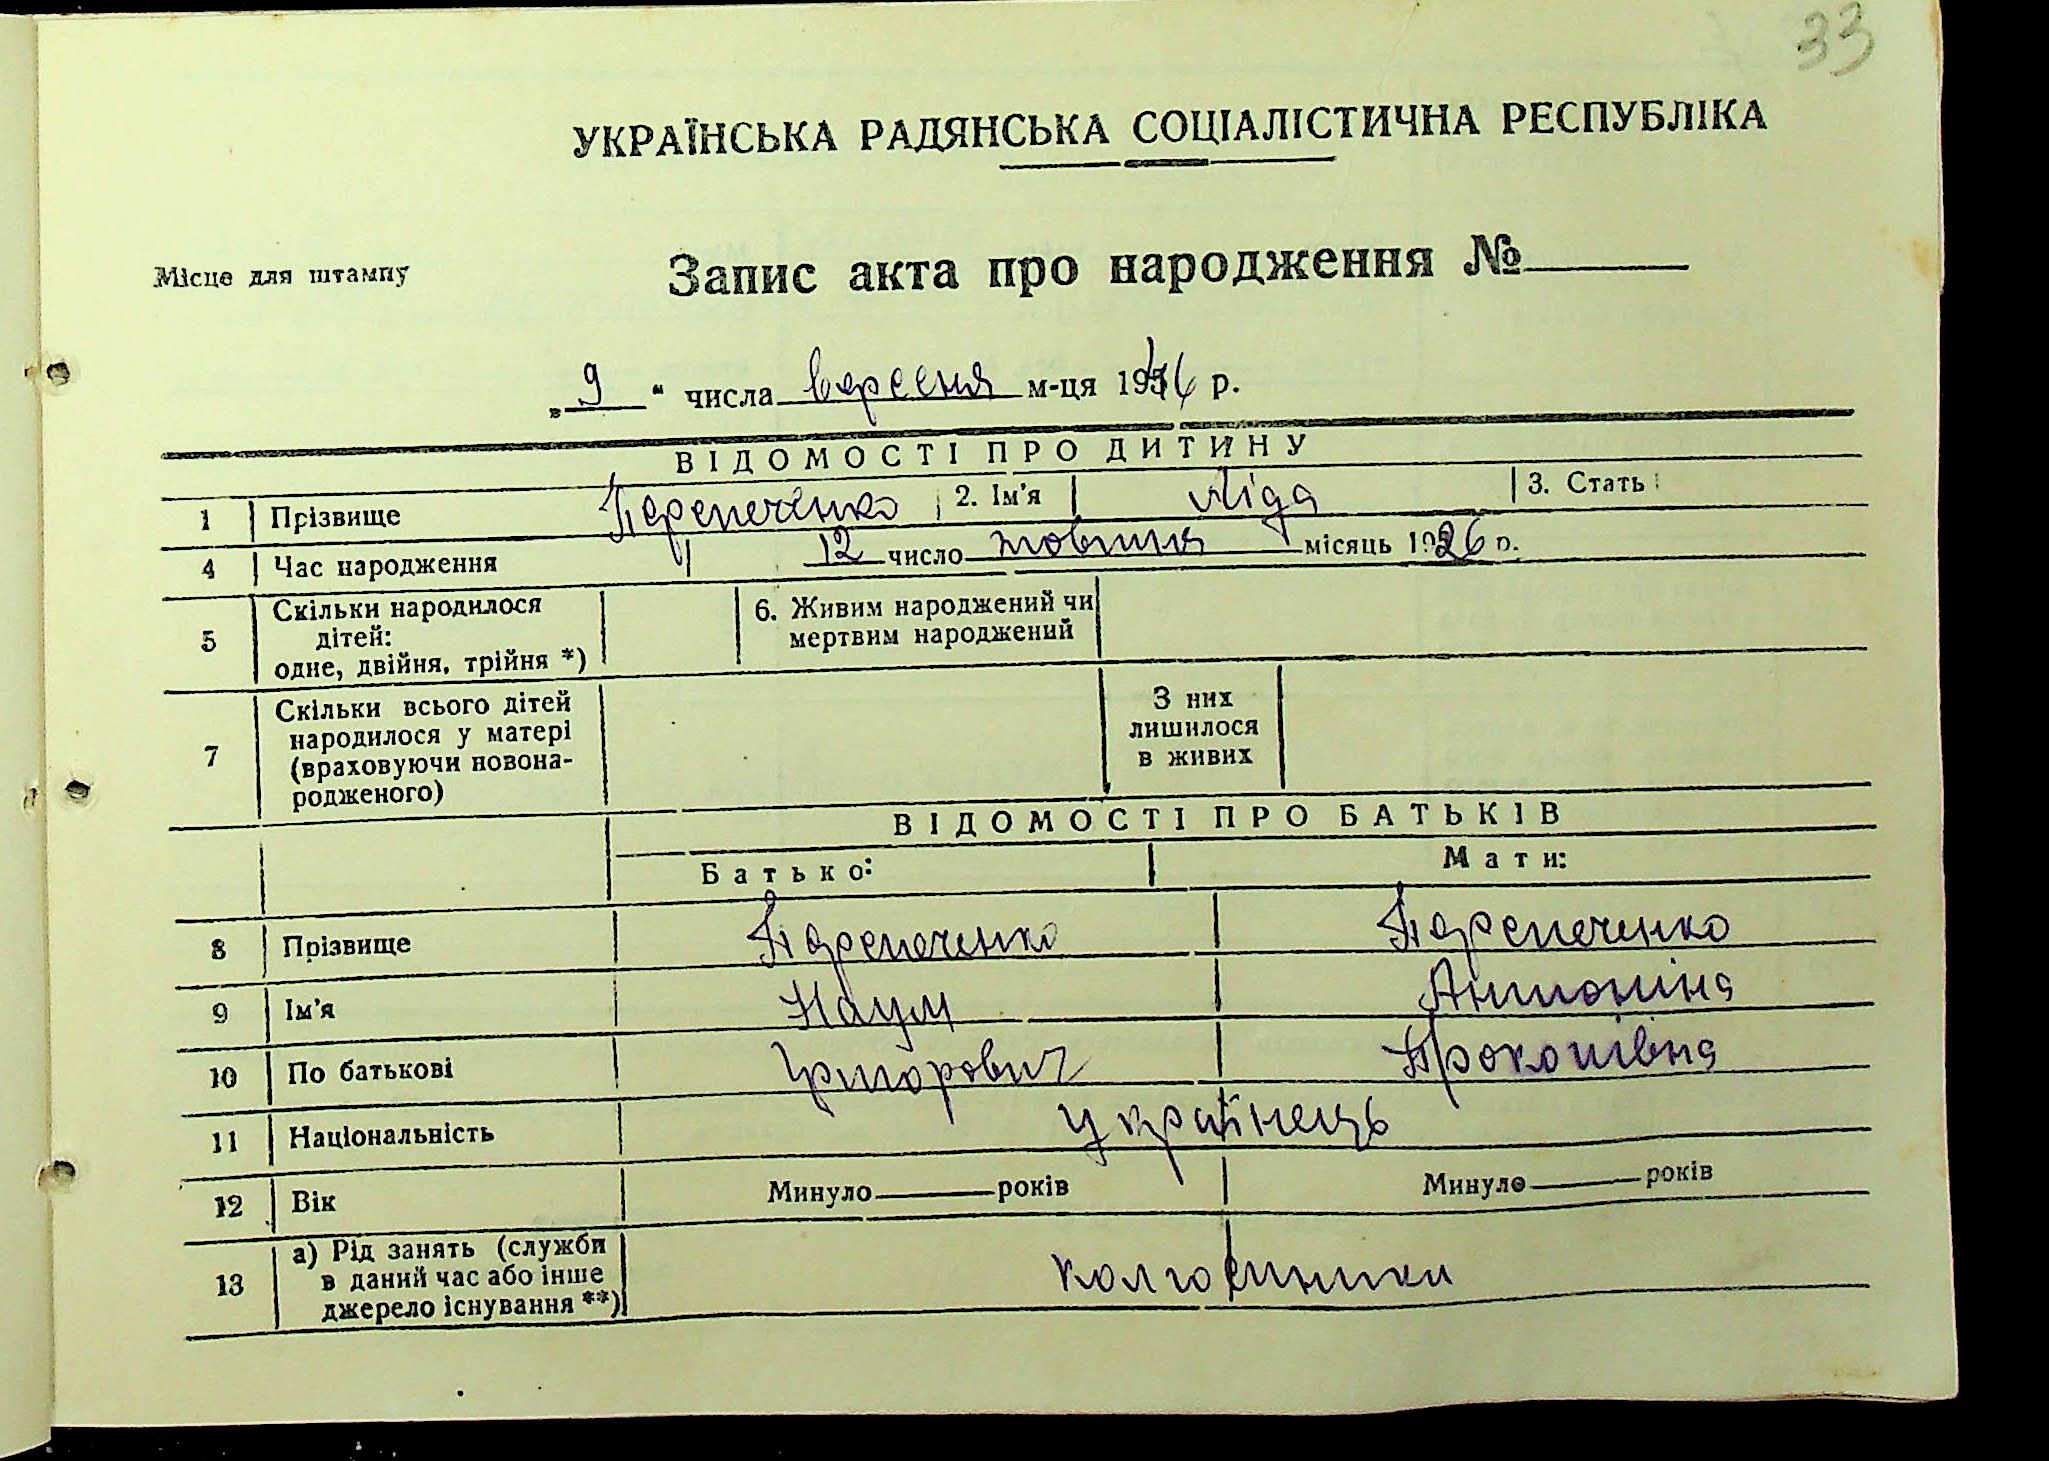 33
УКРАЇНСЬКА РАДЯНСЬКА СОЦІАЛІСТИЧНА РЕСПУБЛІКА
Місце для штампу
Запис акта про народження №
„ 9 " числа вересня м-ця 1946 р.
ВІДОМОСТІ ПРО ДИТИНУ
1 Прізвище Перепеченко 2. Ім'я Ліда 3. Стать
4 Час народження 12 число жовтня місяць 1926 р.
5 Скільки народилося дітей: одне, двійня, трійня *) 6. Живим народжений чи мертвим народжений
7 Скільки всього дітей народилося у матері (враховуючи новонародженого) З них лишилося в живих
ВІДОМОСТІ ПРО БАТЬКІВ
Батько: Мати:
8 Прізвище Перепеченко Перепеченко
9 Ім'я Наум Антоніна
10 По батькові Григорович Прокопівна
11 Національність українець
12 Вік Минуло років Минуло років
13 а) Рід занять (служби в даний час або інше джерело існування **) колгоспники